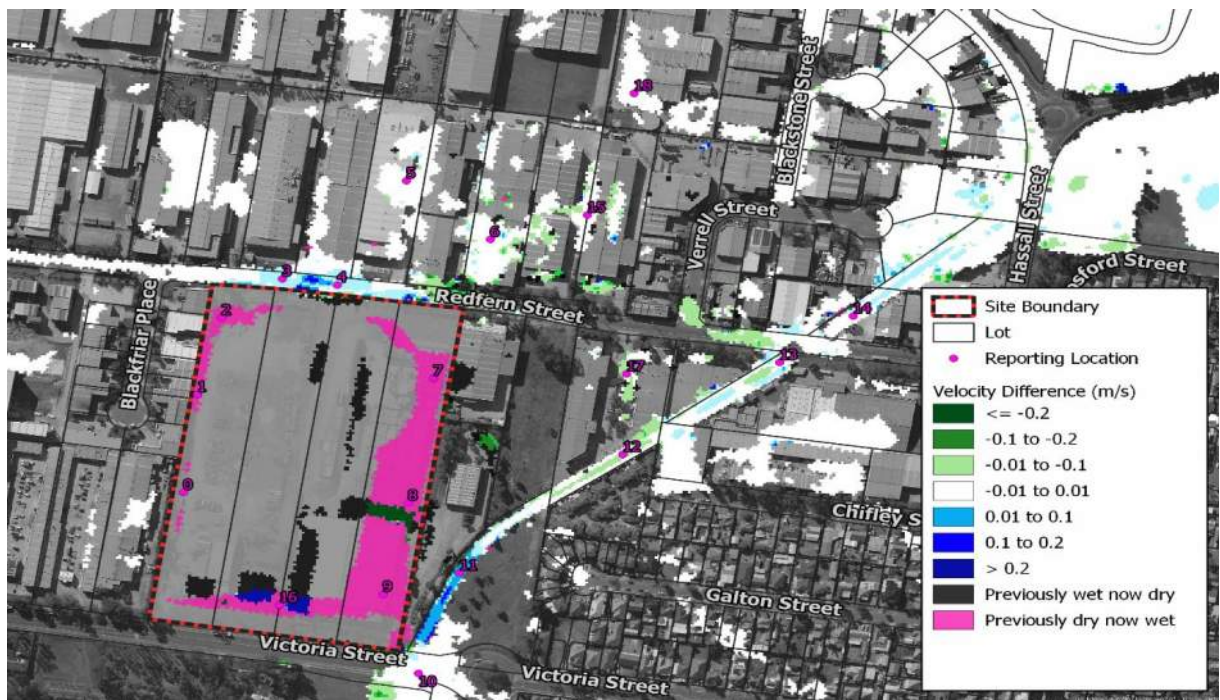 Blackstone Street
18
5
15
6
Verrell Street
Hassall Street
3
4
Redfern Street
Blackfriar Place
2
14
13
17
7
1
12
0
8
11
9
16
Chifley S
Galton Street
Victoria Street
Victoria Street
10
nsford Street
Site Boundary
Lot
Reporting Location
Velocity Difference (m/s)
<= -0.2
-0.1 to -0.2
-0.01 to -0.1
-0.01 to 0.01
0.01 to 0.1
0.1 to 0.2
> 0.2
Previously wet now dry
Previously dry now wet